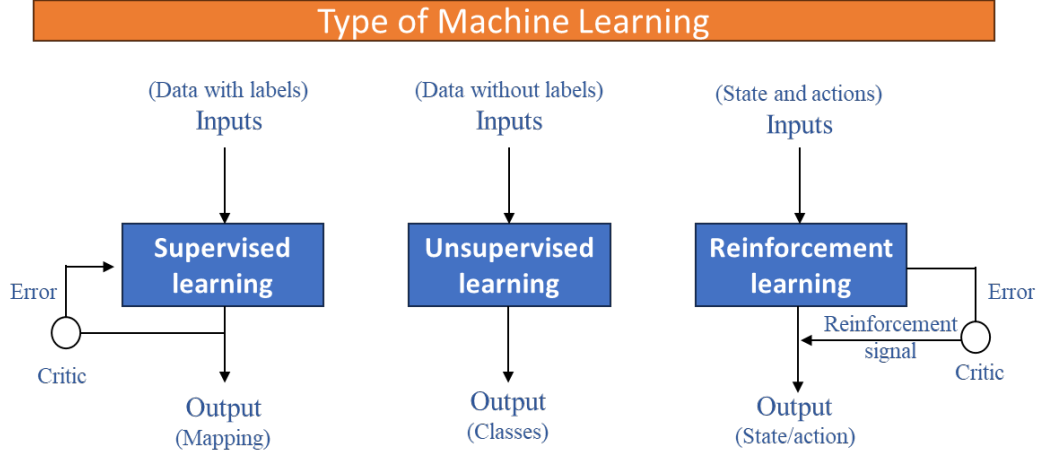 Type of Machine Learning
(Data with labels)
Inputs
Supervised
learning
Error
Critic
Output
(Mapping)
(Data without labels)
Inputs
Unsupervised
learning
Output
(Classes)
(State and actions)
Inputs
Reinforcement
learning
Error
Reinforcement
signal
Critic
Output
(State/action)